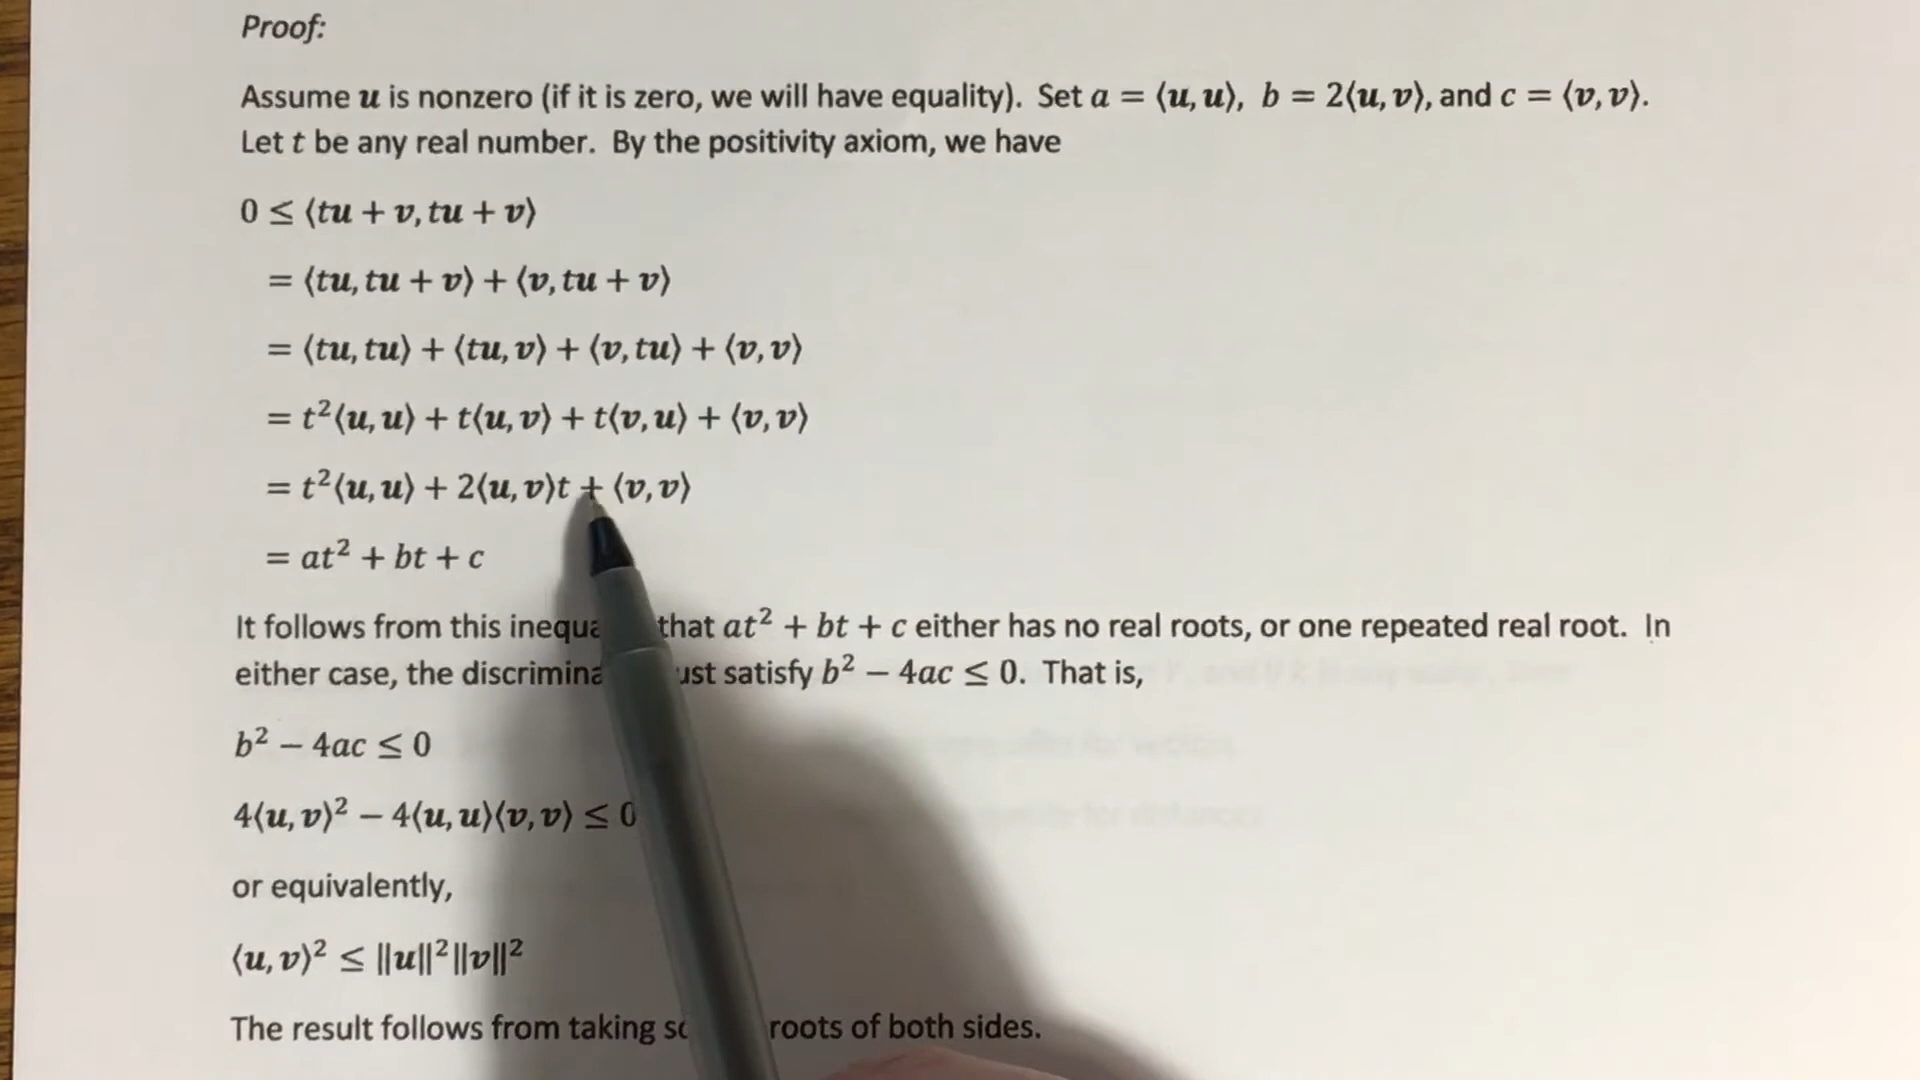 Proof:
Assume u is nonzero (if it is zero, we will have equality). Set a = ⟨u, u⟩, b = 2⟨u, v⟩, and c = ⟨v, v⟩.
Let t be any real number. By the positivity axiom, we have
0 ≤ ⟨tu + v, tu + v⟩
= ⟨tu, tu + v⟩ + ⟨v, tu + v⟩
= ⟨tu, tu⟩ + ⟨tu, v⟩ + ⟨v, tu⟩ + ⟨v, v⟩
= t²⟨u, u⟩ + t⟨u, v⟩ + t⟨v, u⟩ + ⟨v, v⟩
= t²⟨u, u⟩ + 2⟨u, v⟩t + ⟨v, v⟩
= at² + bt + c
It follows from this that at² + bt + c either has no real roots, or one repeated real root. In
either case, the satisfy b² − 4ac ≤ 0. That is,
b² − 4ac ≤ 0
4⟨u, v⟩² − 4⟨u, u⟩⟨v, v⟩ ≤ 0
or equivalently,
⟨u, v⟩² ≤ ||u||²||v||²
The result follows from taking roots of both sides.